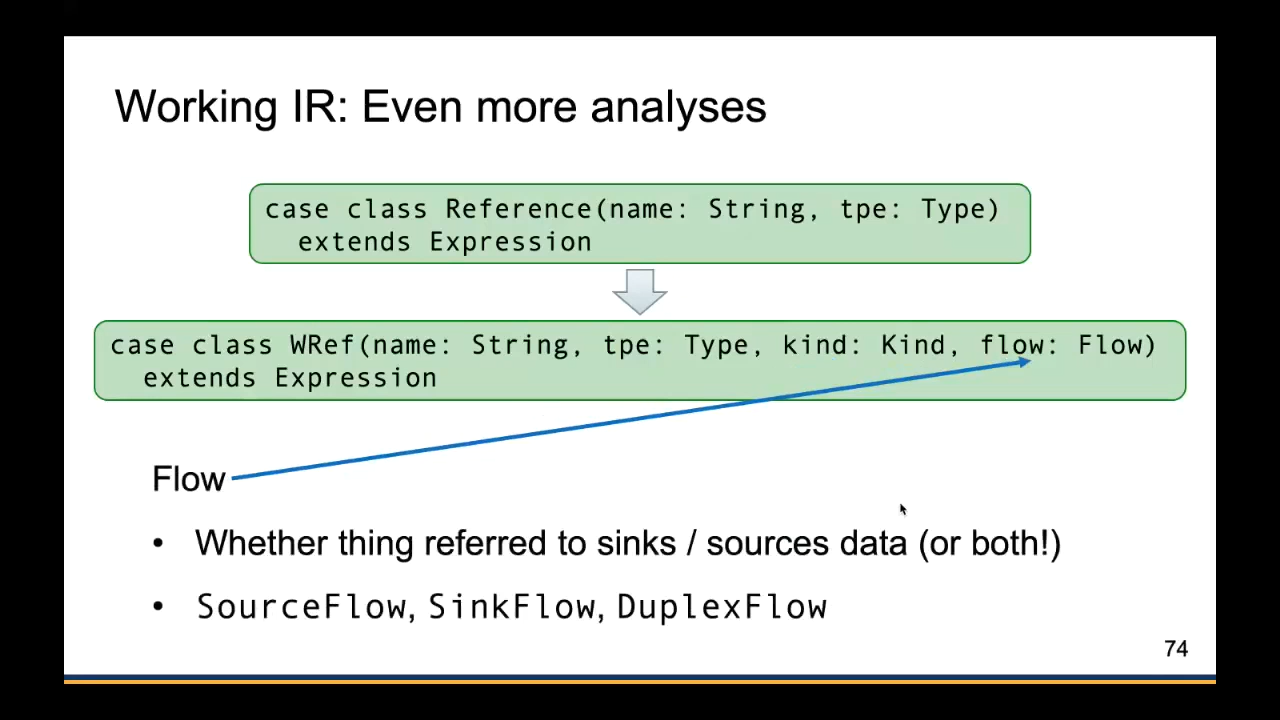 Working IR: Even more analyses
case class Reference(name: String, tpe: Type)
extends Expression
case class WRef(name: String, tpe: Type, kind: Kind, flow: Flow)
extends Expression
Flow
• Whether thing referred to sinks / sources data (or both!)
• SourceFlow, SinkFlow, DuplexFlow
74